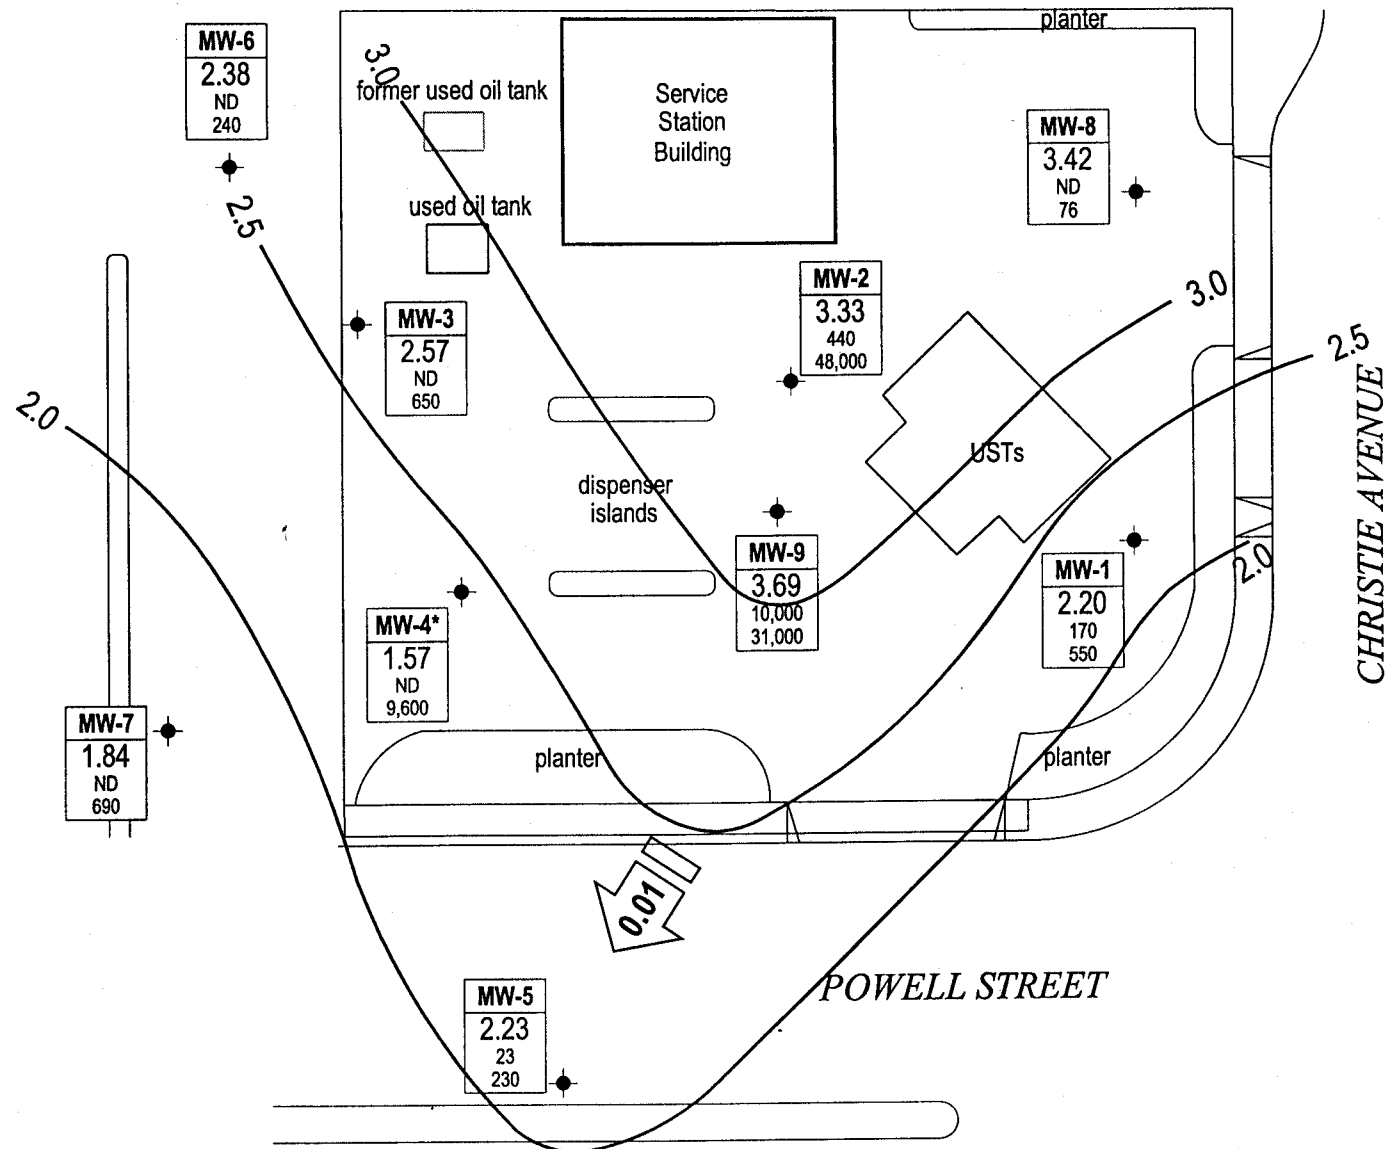 planter
MW-6
2.38
ND
240
3.0
former used oil tank
Service
Station
Building
MW-8
3.42
ND
76
used oil tank
2.5
MW-2
3.33
440
48,000
3.0
MW-3
2.57
ND
650
2.5
2.0
CHRISTIE AVENUE
USTs
dispenser
islands
MW-9
3.69
10,000
31,000
MW-1
2.20
170
550
2.0
MW-4*
1.57
ND
9,600
MW-7
1.84
ND
690
planter
planter
0.01
POWELL STREET
MW-5
2.23
23
230